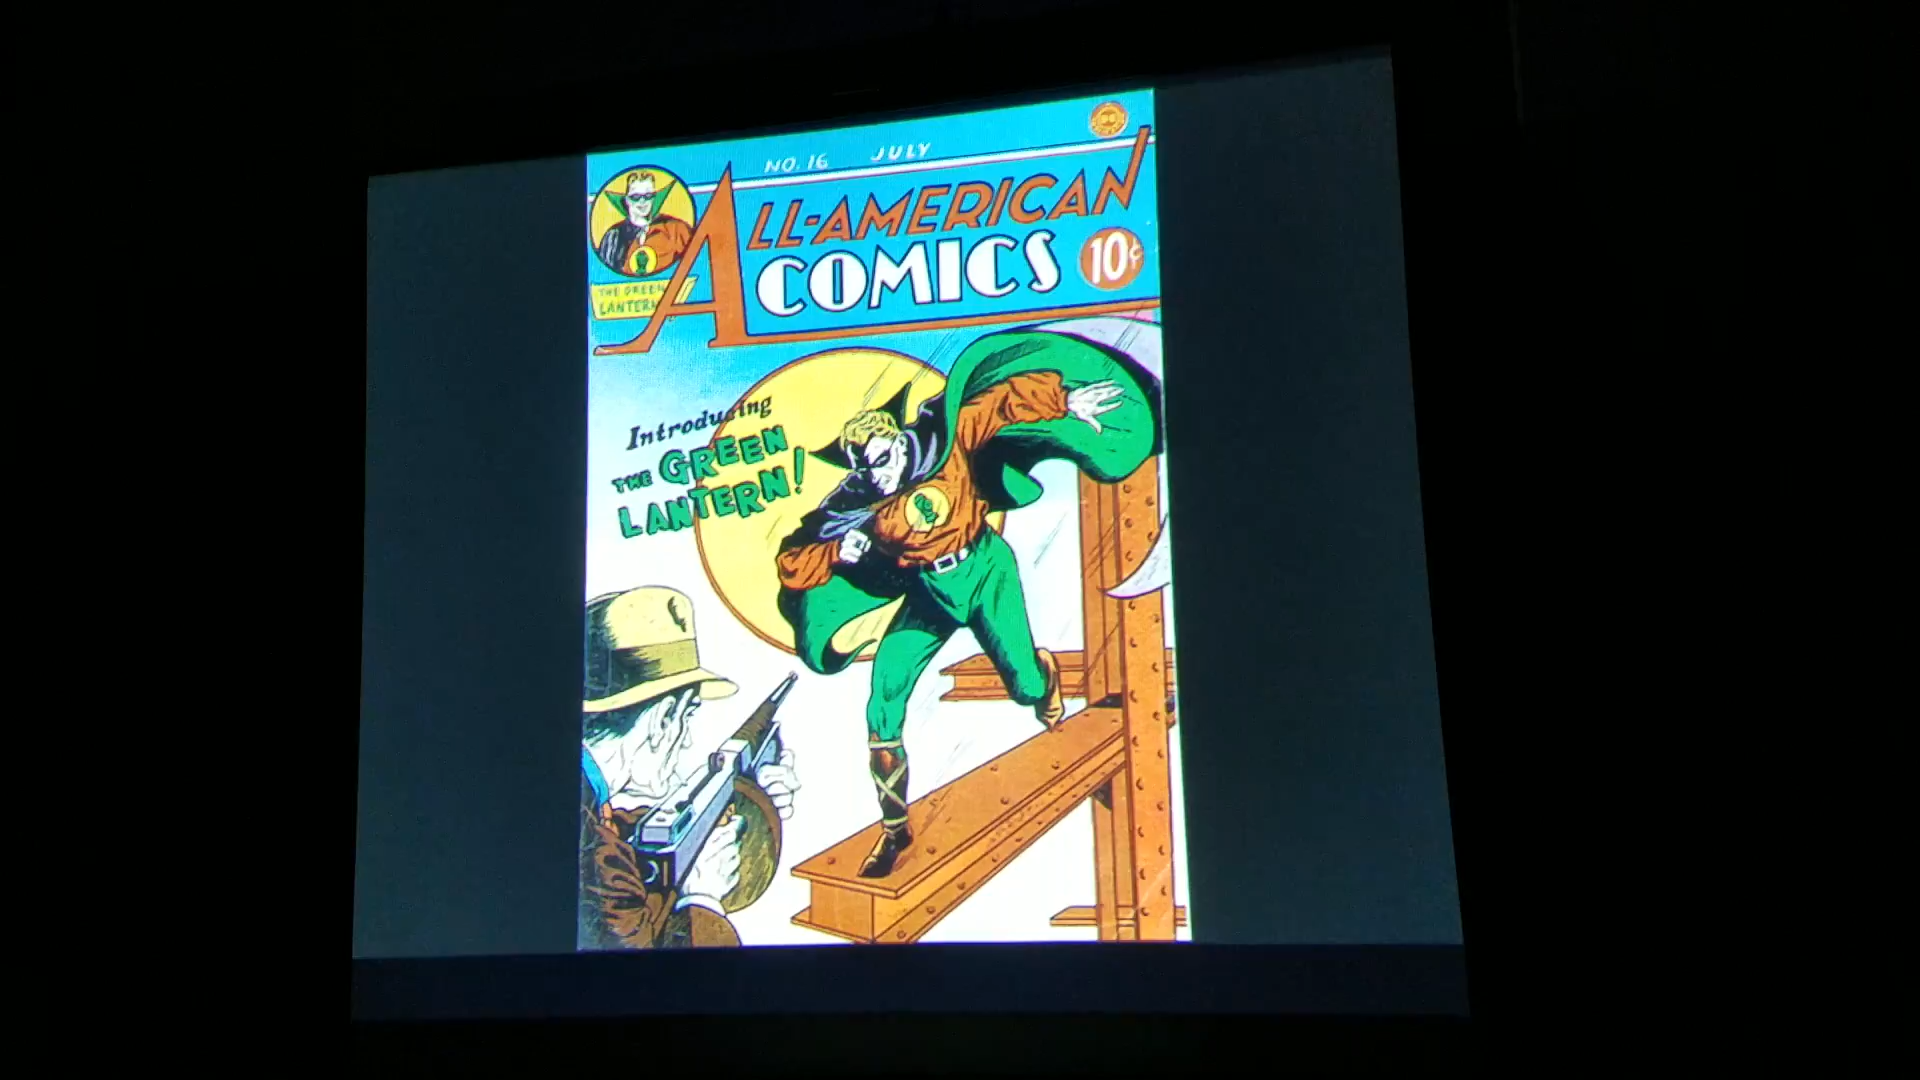 NO. 16 JULY
ALL-AMERICAN
COMICS
10¢
THE GREEN
LANTERN
Introducing
THE GREEN
LANTERN!